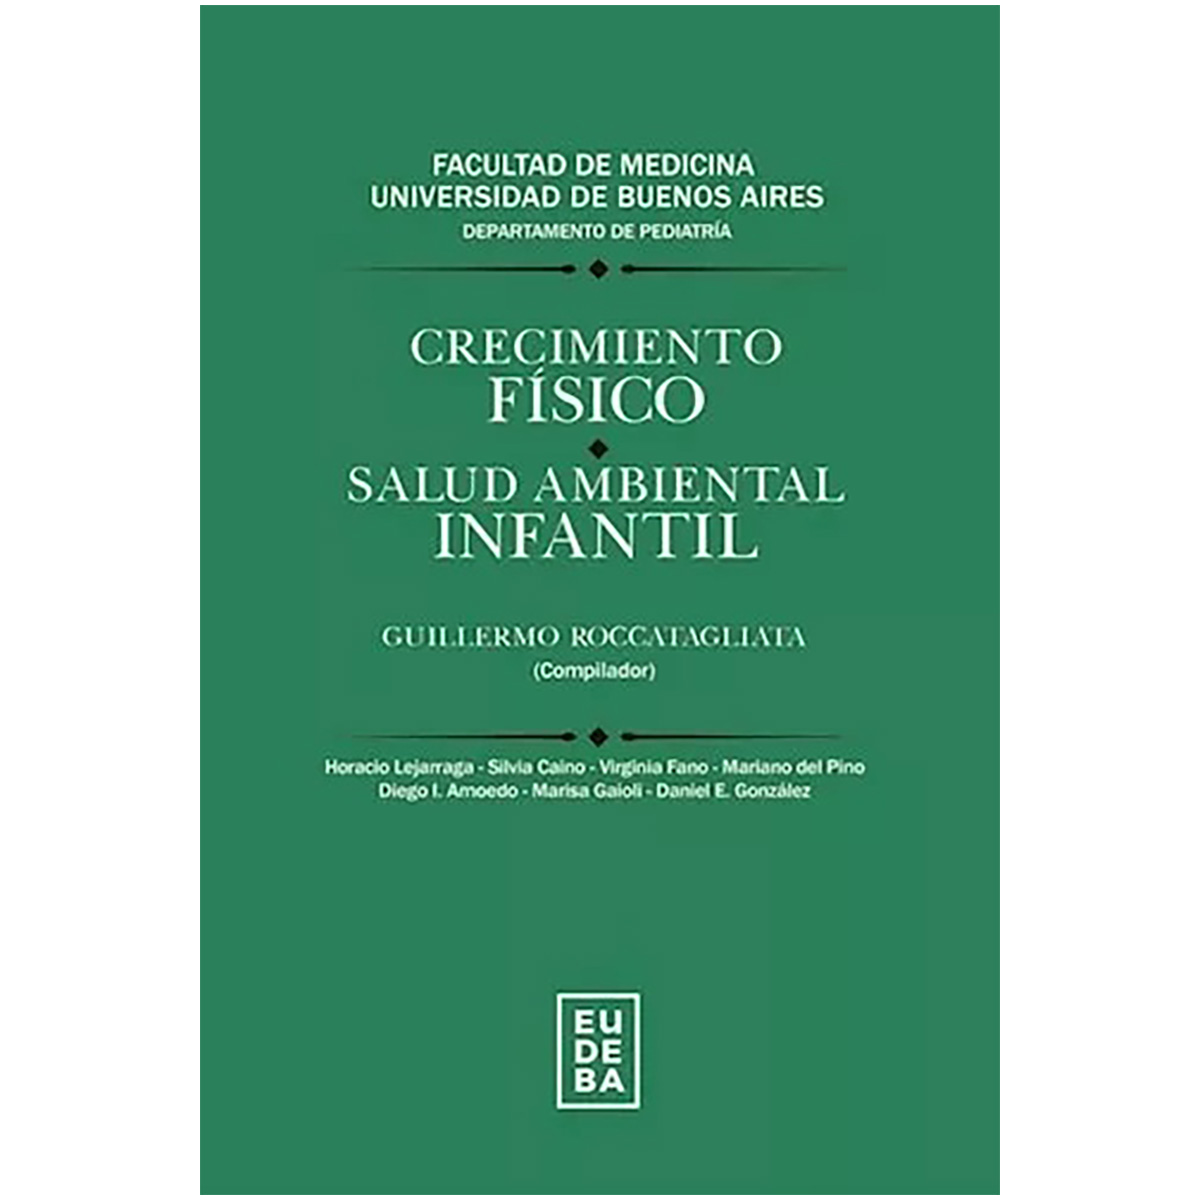 FACULTAD DE MEDICINA
UNIVERSIDAD DE BUENOS AIRES
DEPARTAMENTO DE PEDIATRÍA
CRECIMIENTO
FÍSICO
SALUD AMBIENTAL
INFANTIL
GUILLERMO ROCCATAGLIATA
(Compilador)
Horacio Lejarraga - Silvia Caino - Virginia Fano - Mariano del Pino
Diego I. Amoedo - Marisa Gaioli - Daniel E. González
EU
DE
BA